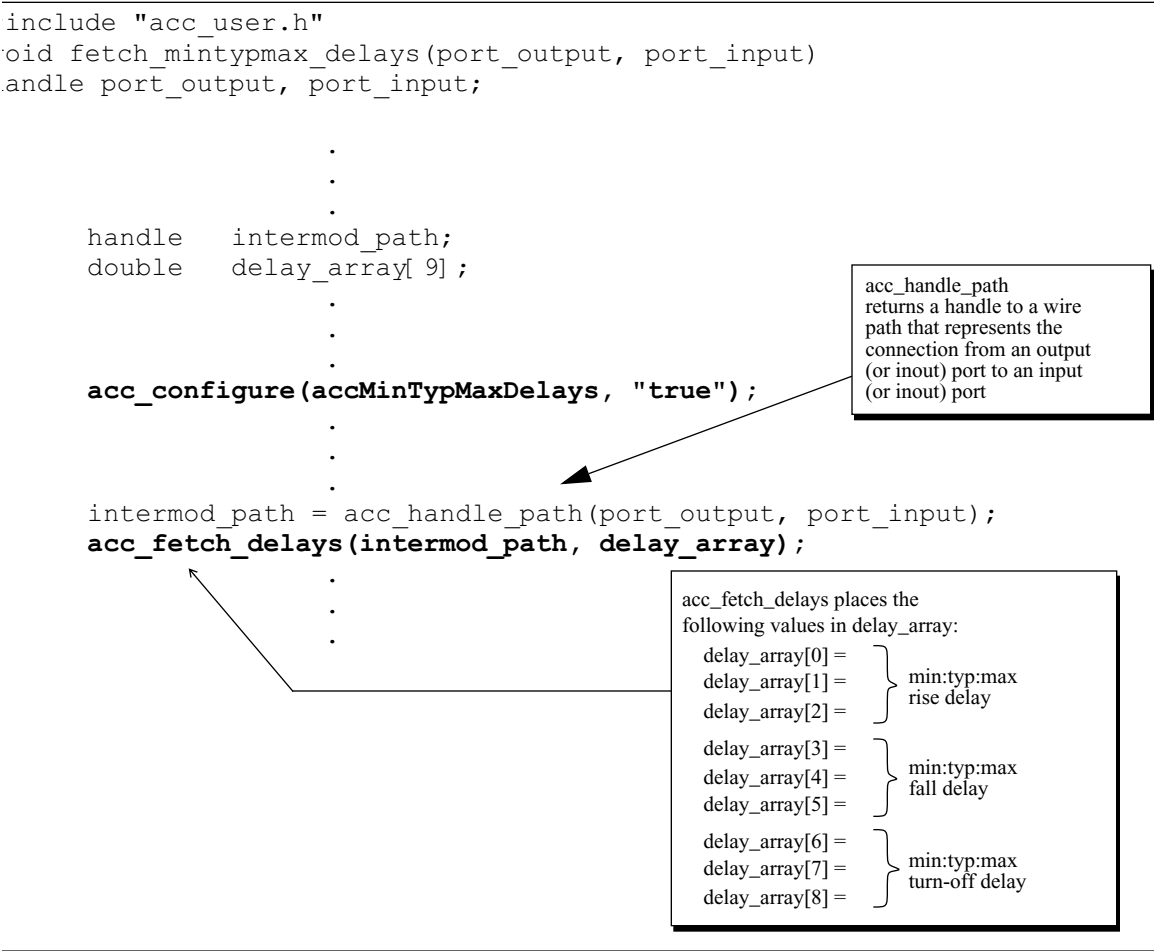 include "acc_user.h"
oid fetch_mintypmax_delays(port_output, port_input)
andle port_output, port_input;
.
.
.
handle intermod_path;
double delay_array[ 9] ;
.
.
.
acc_configure(accMinTypMaxDelays, "true");
.
.
.
intermod_path = acc_handle_path(port_output, port_input);
acc_fetch_delays(intermod_path, delay_array);
.
.
.
acc_handle_path
returns a handle to a wire
path that represents the
connection from an output
(or inout) port to an input
(or inout) port
acc_fetch_delays places the
following values in delay_array:
delay_array[0] =
delay_array[1] =
delay_array[2] =
min:typ:max
rise delay
delay_array[3] =
delay_array[4] =
delay_array[5] =
min:typ:max
fall delay
delay_array[6] =
delay_array[7] =
delay_array[8] =
min:typ:max
turn-off delay